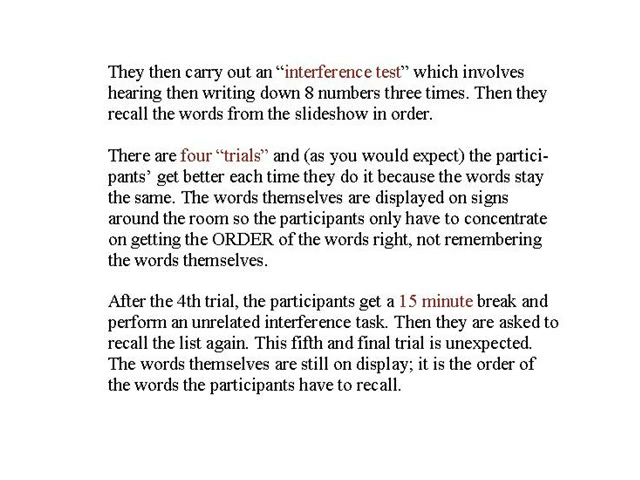 They then carry out an “interference test” which involves
hearing then writing down 8 numbers three times. Then they
recall the words from the slideshow in order.
There are four “trials” and (as you would expect) the partici-
pants’ get better each time they do it because the words stay
the same. The words themselves are displayed on signs
around the room so the participants only have to concentrate
on getting the ORDER of the words right, not remembering
the words themselves.
After the 4th trial, the participants get a 15 minute break and
perform an unrelated interference task. Then they are asked to
recall the list again. This fifth and final trial is unexpected.
The words themselves are still on display; it is the order of
the words the participants have to recall.